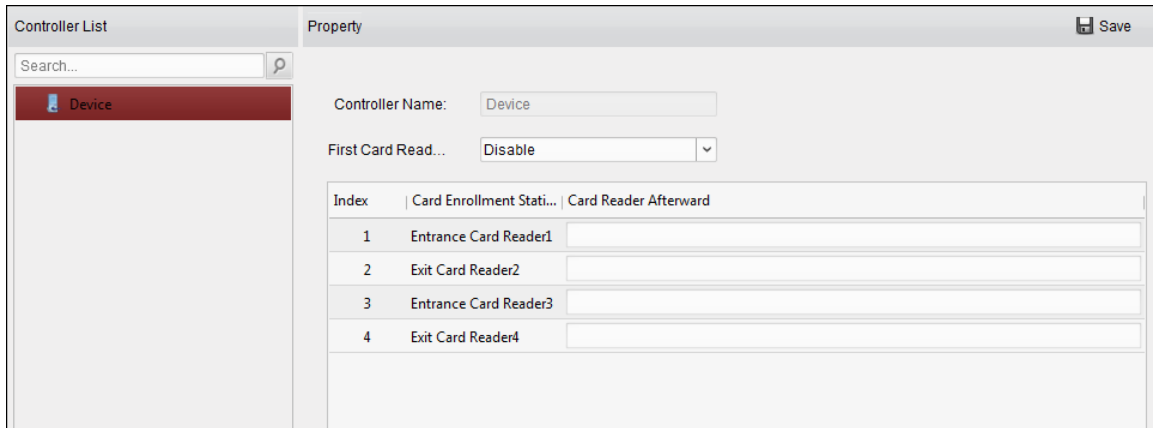 Controller List
Property
Save
Search...
Device
Controller Name: Device
First Card Read... Disable
Index | Card Enrollment Stati... | Card Reader Afterward
1 Entrance Card Reader1
2 Exit Card Reader2
3 Entrance Card Reader3
4 Exit Card Reader4